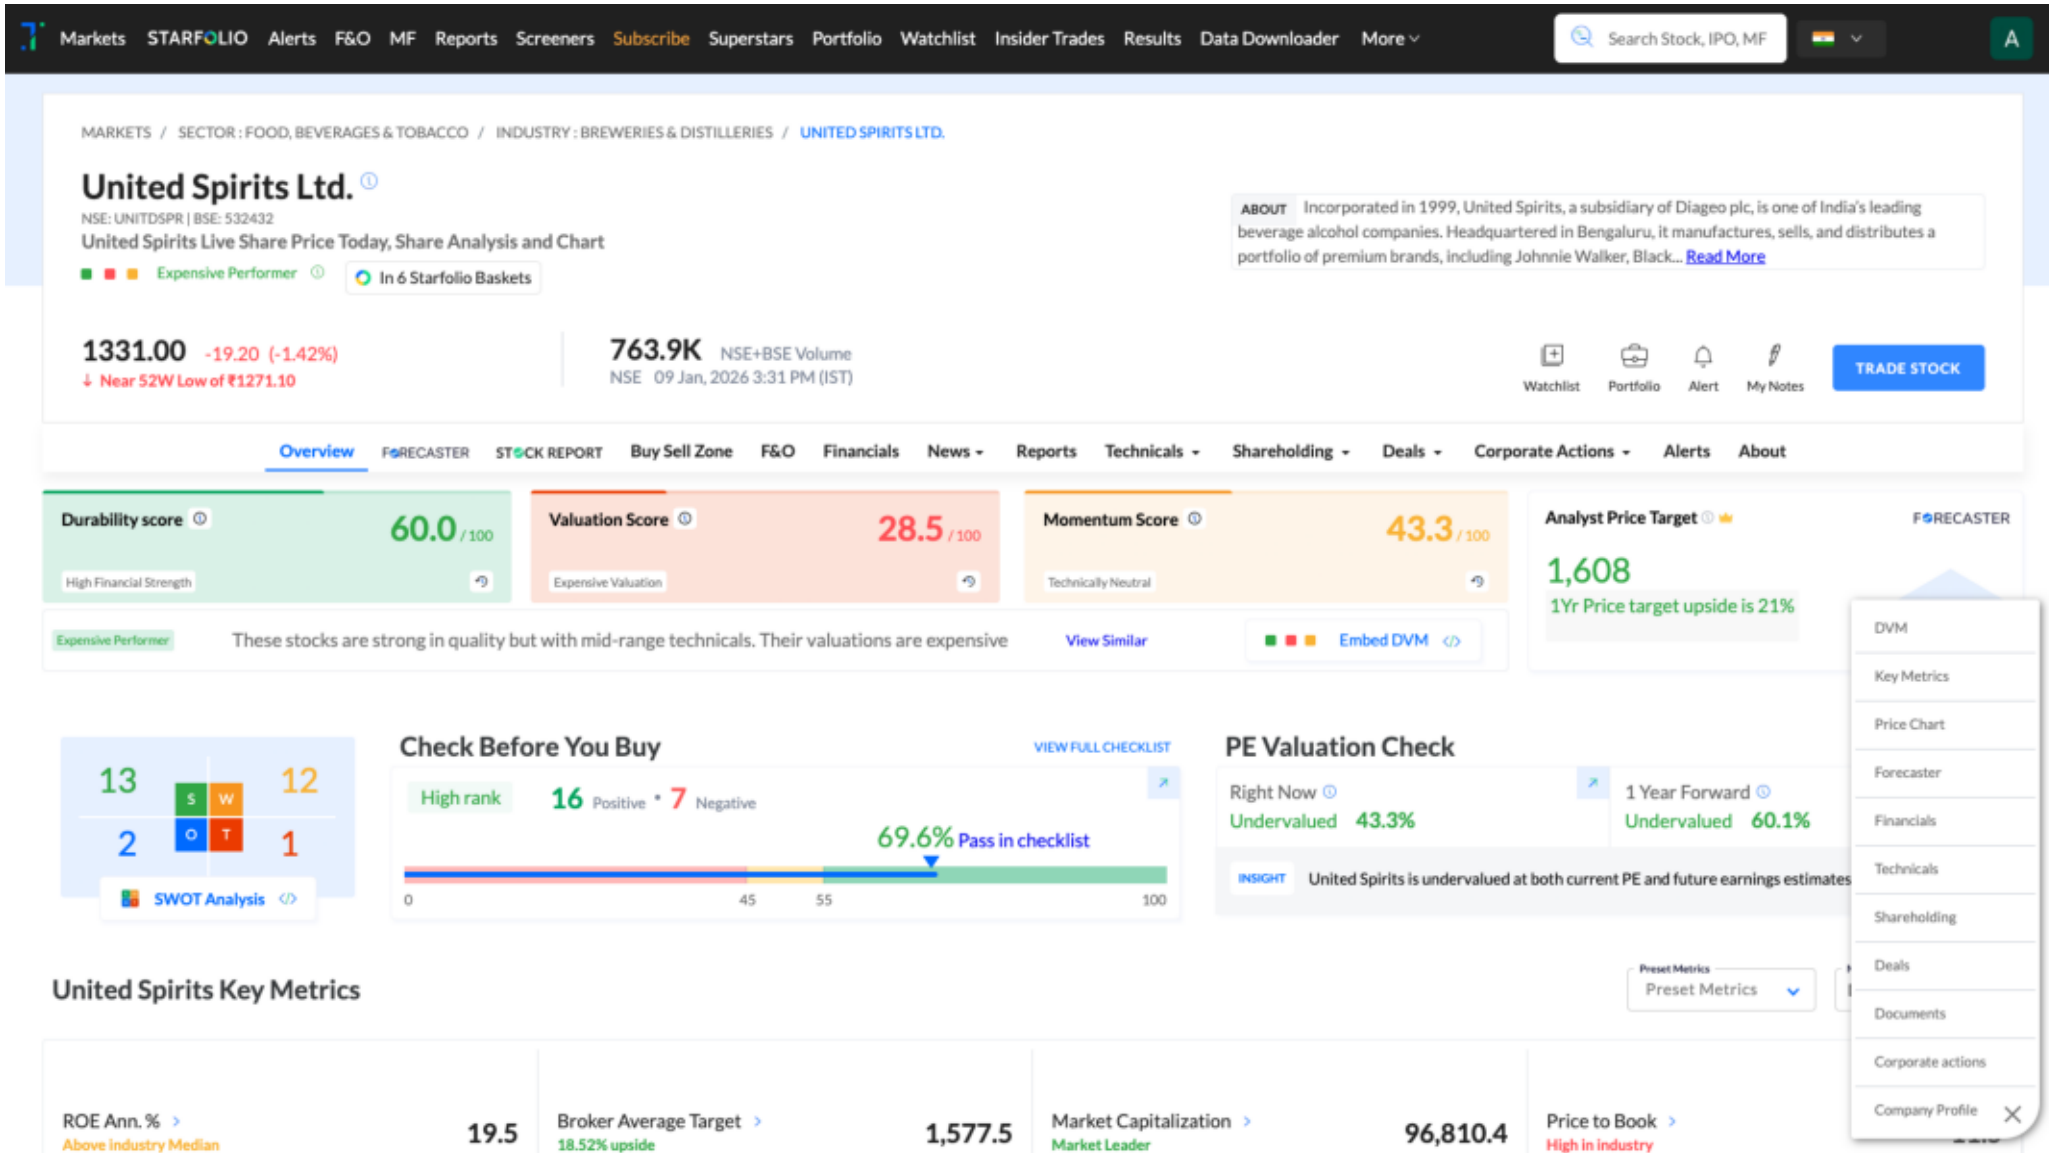 Markets STARFOLIO Alerts F&O MF Reports Screeners Subscribe Superstars Portfolio Watchlist Insider Trades Results Data Downloader More Search Stock, IPO, MF A
MARKETS / SECTOR : FOOD, BEVERAGES & TOBACCO / INDUSTRY : BREWERIES & DISTILLERIES / UNITED SPIRITS LTD.
United Spirits Ltd.
NSE: UNITDSPR | BSE: 532432
United Spirits Live Share Price Today, Share Analysis and Chart
Expensive Performer In 6 Starfolio Baskets
ABOUT Incorporated in 1999, United Spirits, a subsidiary of Diageo plc, is one of India's leading
beverage alcohol companies. Headquartered in Bengaluru, it manufactures, sells, and distributes a
portfolio of premium brands, including Johnnie Walker, Black... Read More
1331.00 -19.20 (-1.42%)
↓ Near 52W Low of ₹1271.10
763.9K NSE+BSE Volume
NSE 09 Jan, 2026 3:31 PM (IST)
Watchlist Portfolio Alert My Notes TRADE STOCK
Overview FORECASTER STOCK REPORT Buy Sell Zone F&O Financials News Reports Technicals Shareholding Deals Corporate Actions Alerts About
Durability score 60.0 / 100
High Financial Strength
Valuation Score 28.5 / 100
Expensive Valuation
Momentum Score 43.3 / 100
Technically Neutral
Analyst Price Target FORECASTER
1,608
1Yr Price target upside is 21%
Expensive Performer These stocks are strong in quality but with mid-range technicals. Their valuations are expensive View Similar Embed DVM </>
13 S W 12
2 O T 1
SWOT Analysis </>
Check Before You Buy VIEW FULL CHECKLIST
High rank 16 Positive • 7 Negative
69.6% Pass in checklist
0 45 55 100
PE Valuation Check
Right Now
Undervalued 43.3%
1 Year Forward
Undervalued 60.1%
INSIGHT United Spirits is undervalued at both current PE and future earnings estimates
United Spirits Key Metrics
Preset Metrics
Preset Metrics
ROE Ann. % > 19.5
Above industry Median
Broker Average Target > 1,577.5
18.52% upside
Market Capitalization > 96,810.4
Market Leader
Price to Book >
High in industry
DVM
Key Metrics
Price Chart
Forecaster
Financials
Technicals
Shareholding
Deals
Documents
Corporate actions
Company Profile